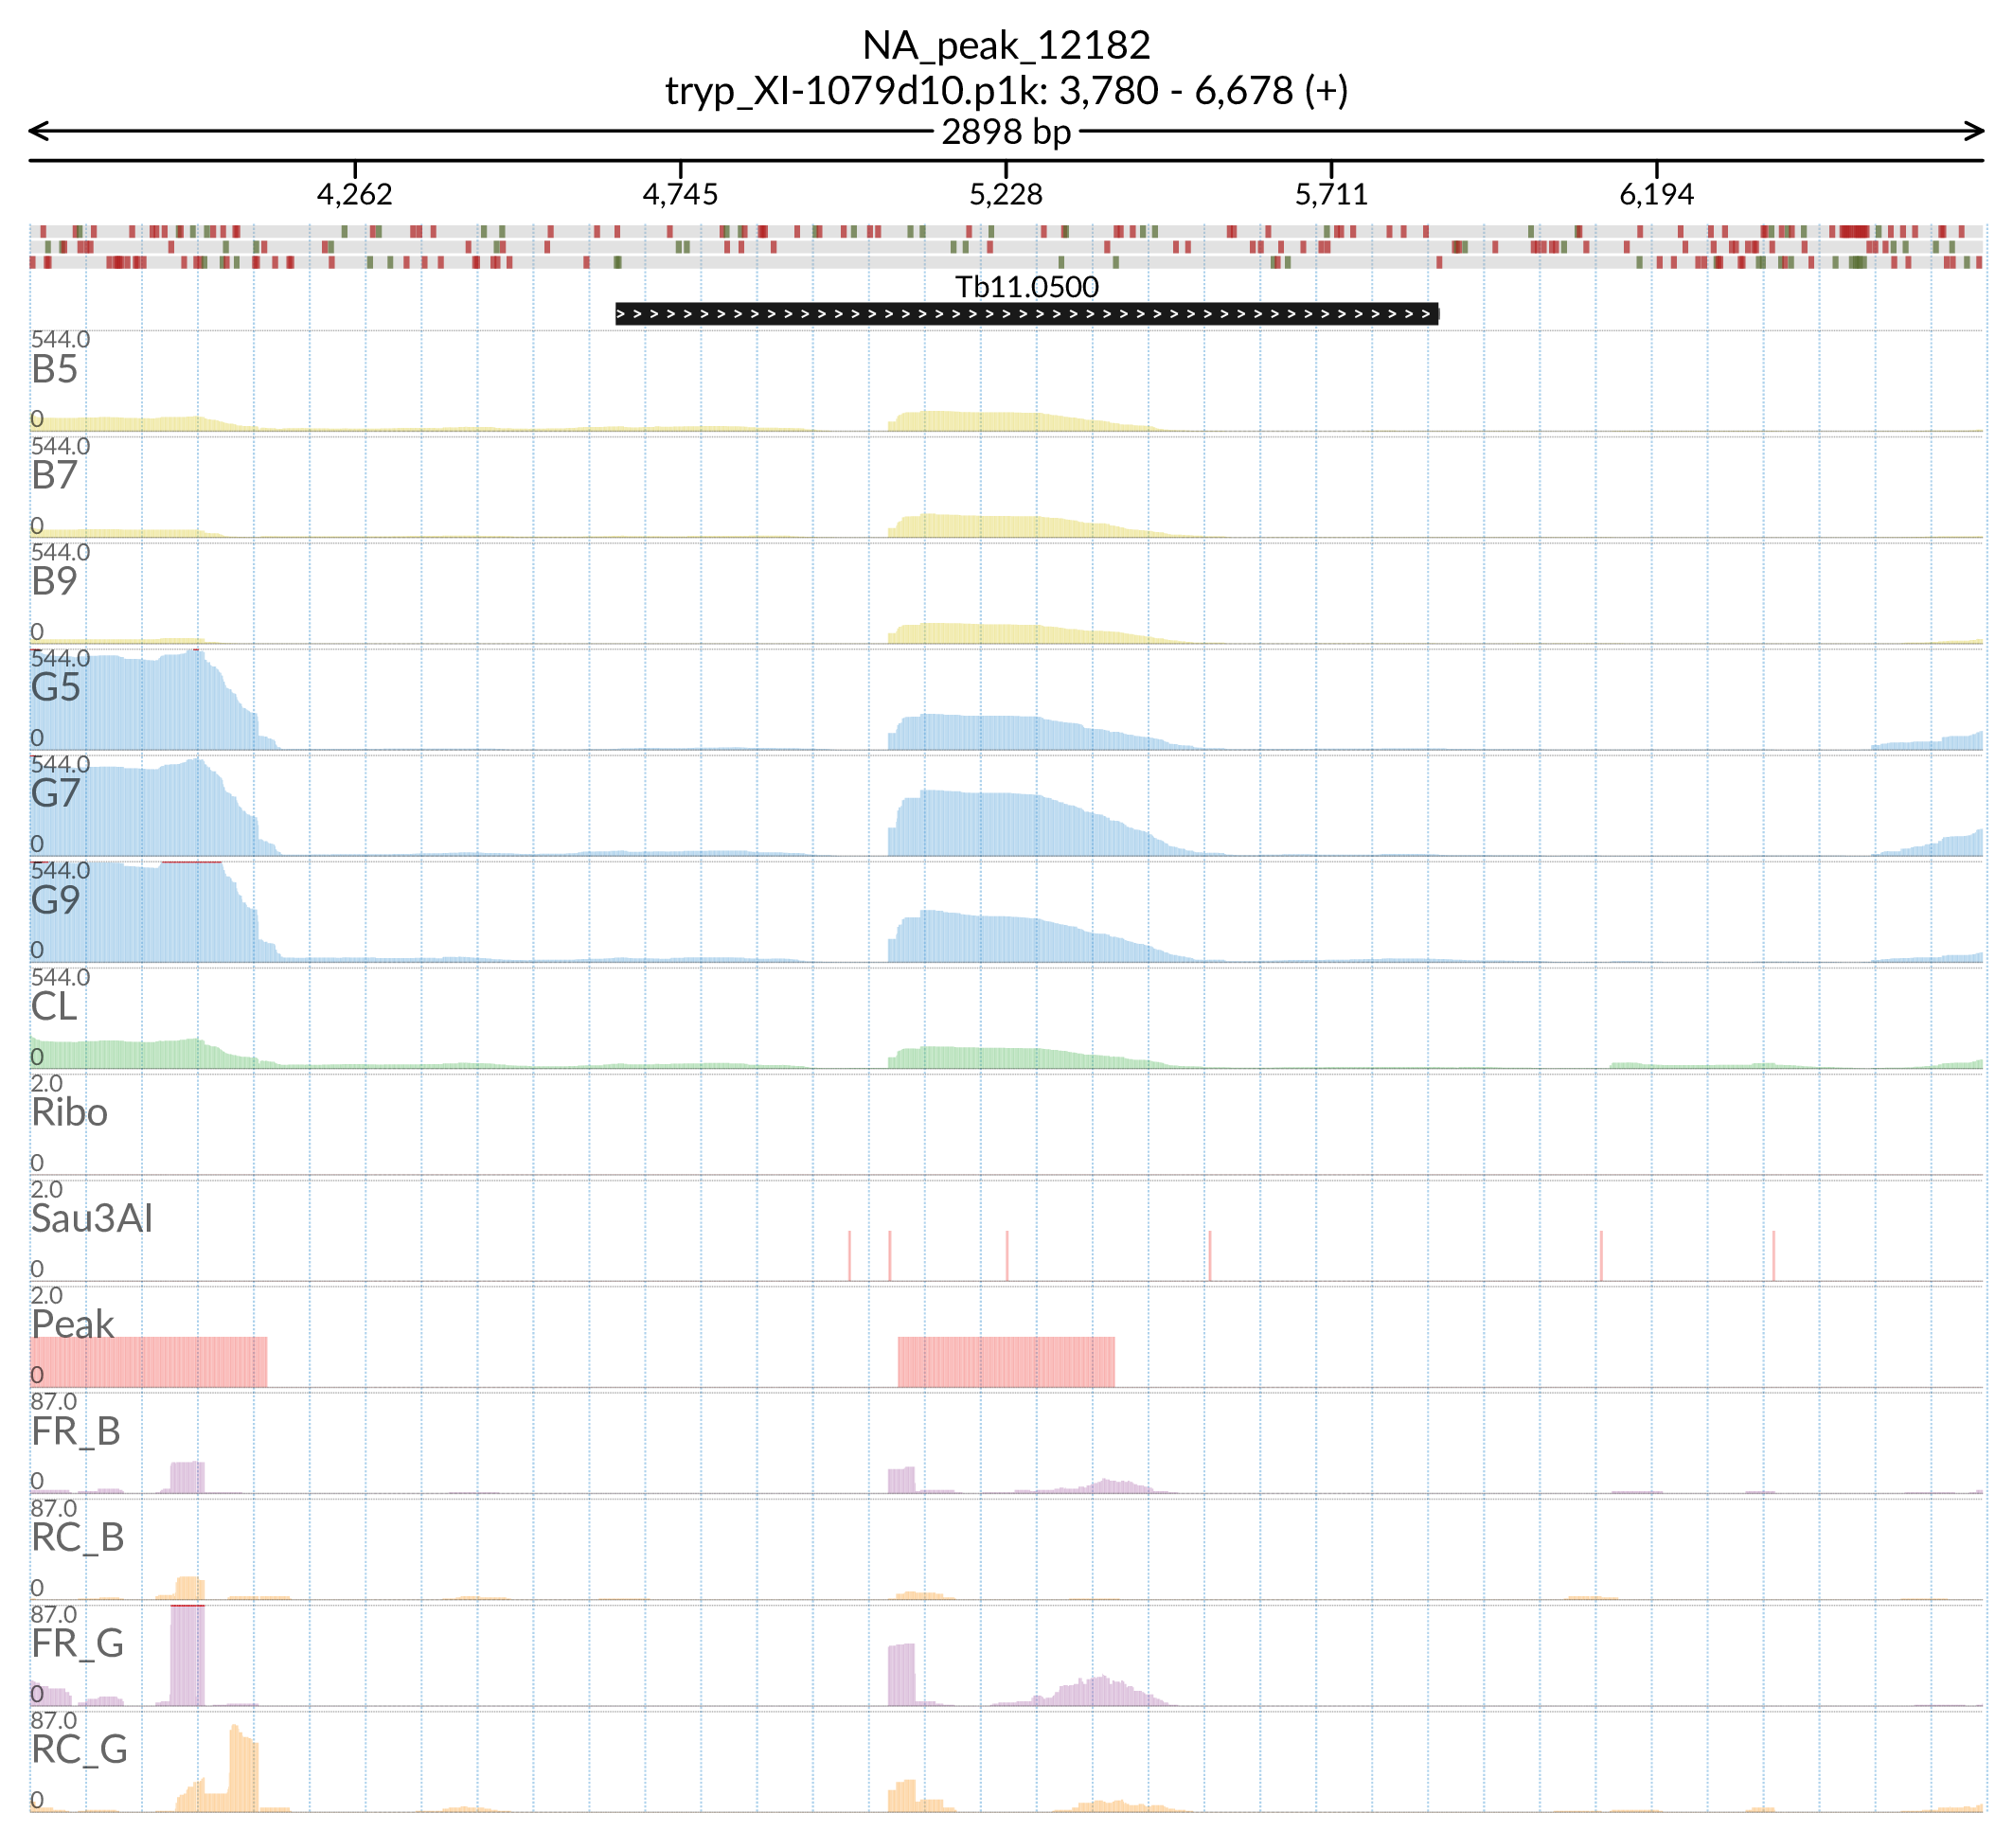 NA_peak_12182
tryp_XI-1079d10.p1k: 3,780 - 6,678 (+)
2898 bp
4,262 4,745 5,228 5,711 6,194
Tb11.0500
544.0
B5
0
544.0
B7
0
544.0
B9
0
544.0
G5
0
544.0
G7
0
544.0
G9
0
544.0
CL
0
2.0
Ribo
0
2.0
Sau3AI
0
2.0
Peak
0
87.0
FR_B
0
87.0
RC_B
0
87.0
FR_G
0
87.0
RC_G
0